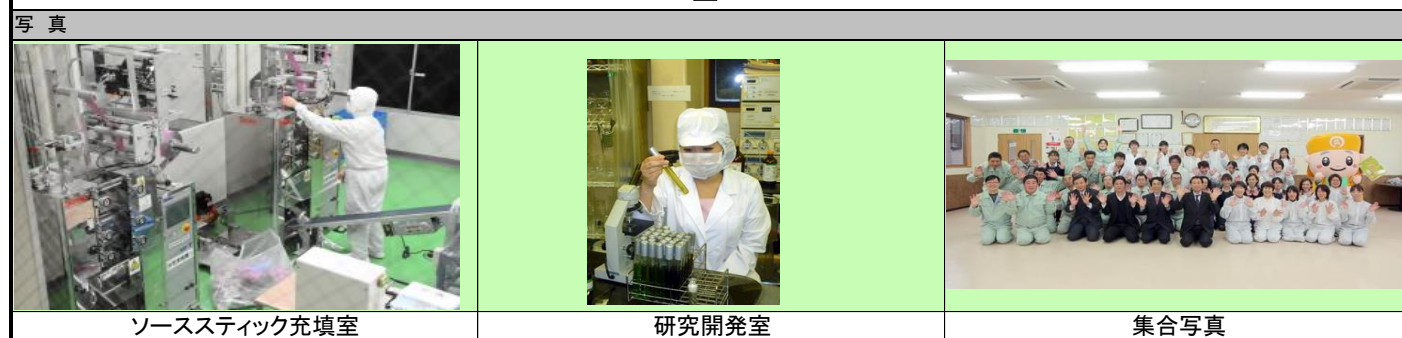 写 真
ソーススティック充填室
研究開発室
集合写真